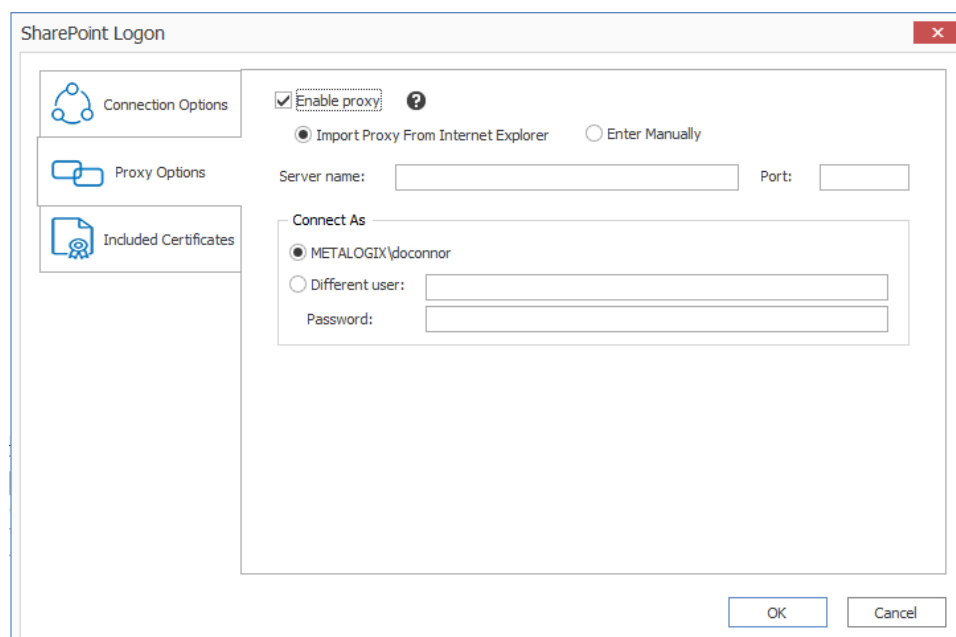 SharePoint Logon
Connection Options
Proxy Options
Included Certificates
Enable proxy ?
Import Proxy From Internet Explorer Enter Manually
Server name: Port:
Connect As
METALOGIX\doconnor
Different user:
Password:
OK Cancel